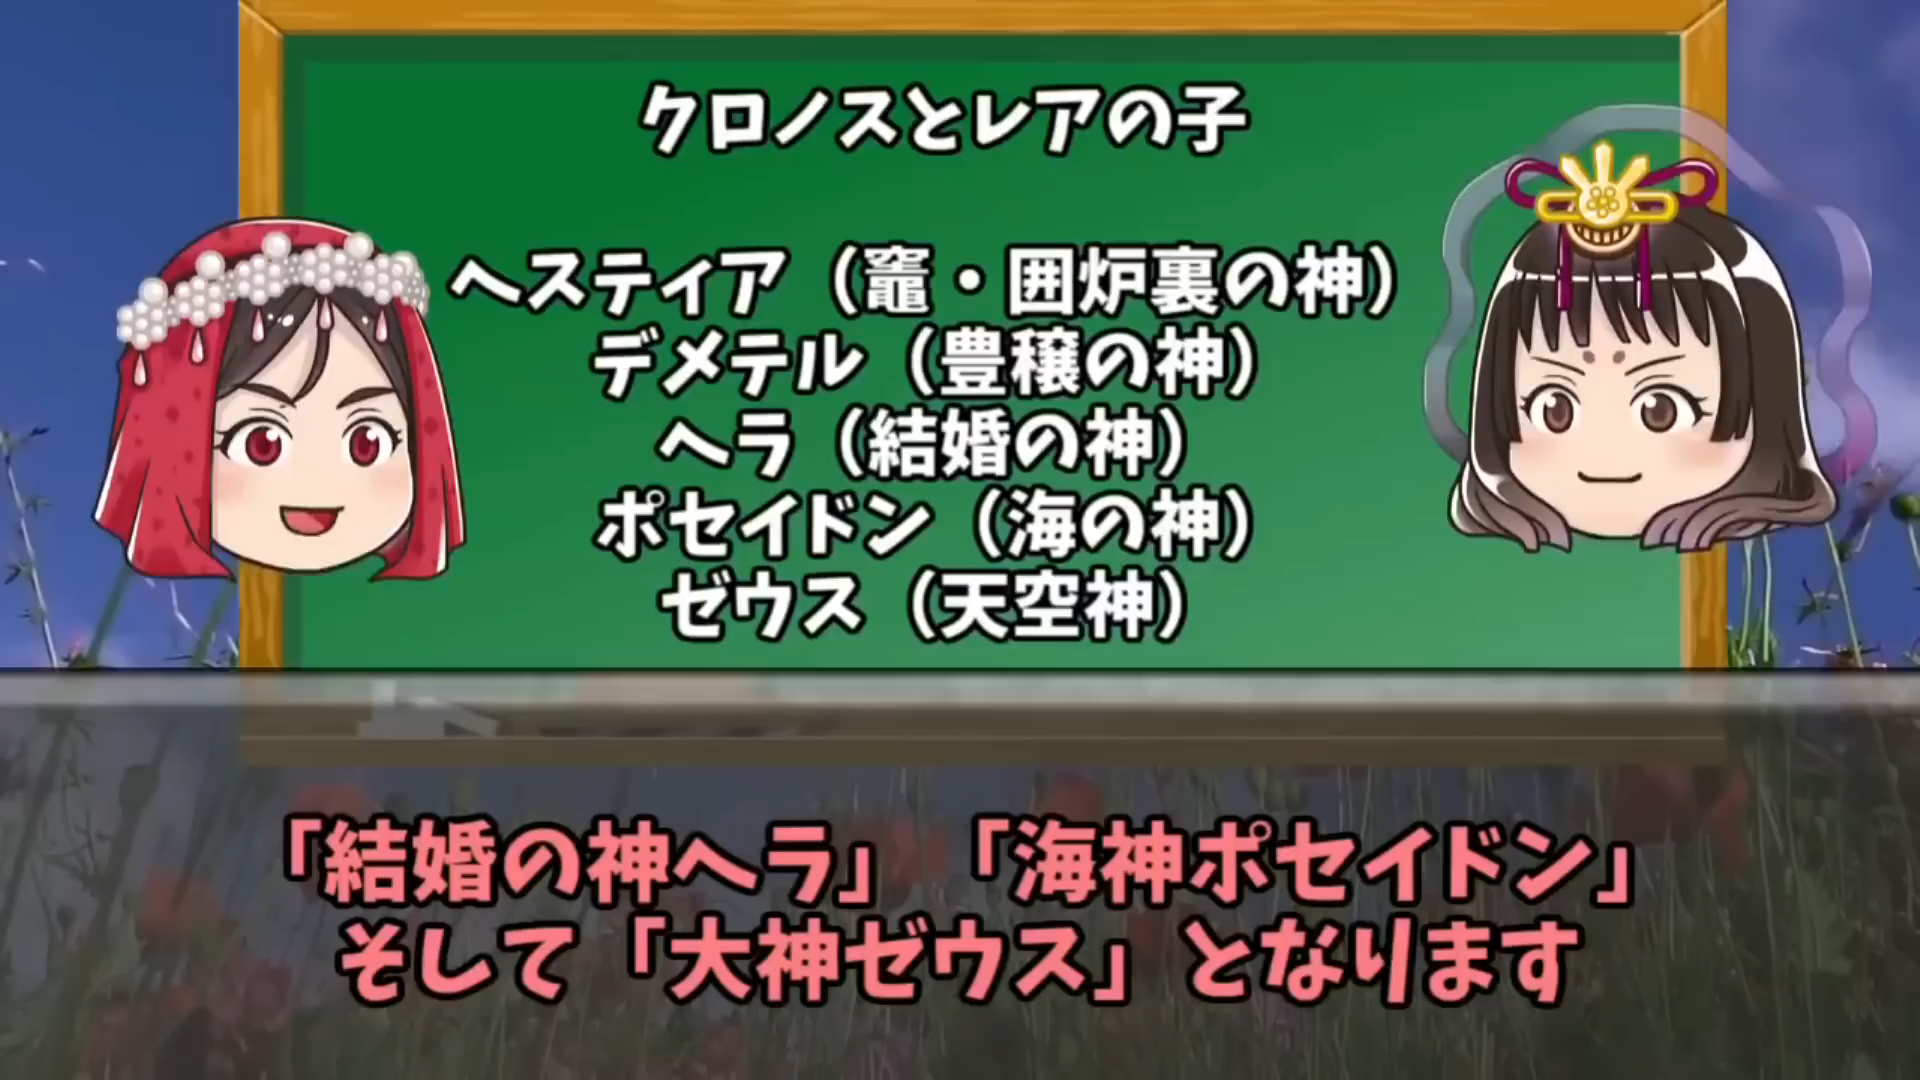 クロノスとレアの子
ヘスティア（竈・囲炉裏の神）
デメテル（豊穣の神）
ヘラ（結婚の神）
ポセイドン（海の神）
ゼウス（天空神）
「結婚の神ヘラ」「海神ポセイドン」
そして「大神ゼウス」となります